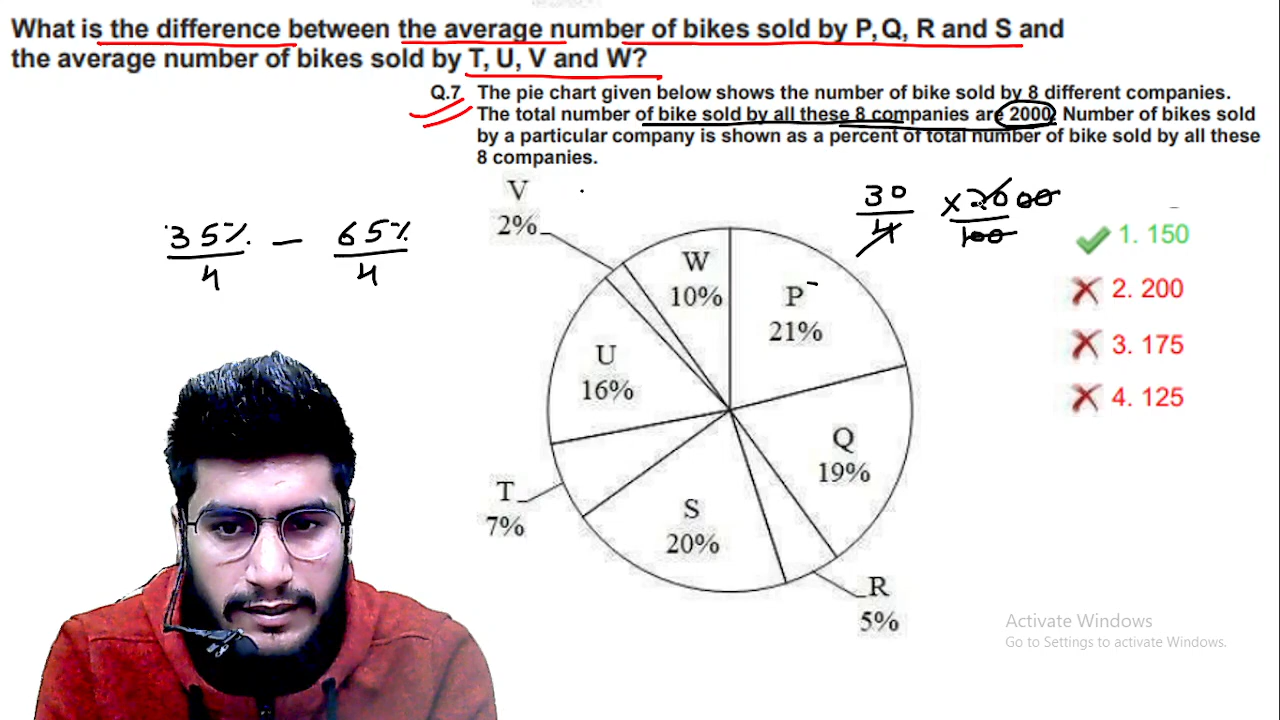 What is the difference between the average number of bikes sold by P, Q, R and S and
the average number of bikes sold by T, U, V and W?
Q.7 The pie chart given below shows the number of bike sold by 8 different companies.
The total number of bike sold by all these 8 companies are 2000. Number of bikes sold
by a particular company is shown as a percent of total number of bike sold by all these
8 companies.
35% — 65%
4 4
30 × 2000
4 100
V
2%
W
10%
P
21%
U
16%
Q
19%
T
7%
S
20%
R
5%
1. 150
2. 200
3. 175
4. 125
Activate Windows
Go to Settings to activate Windows.